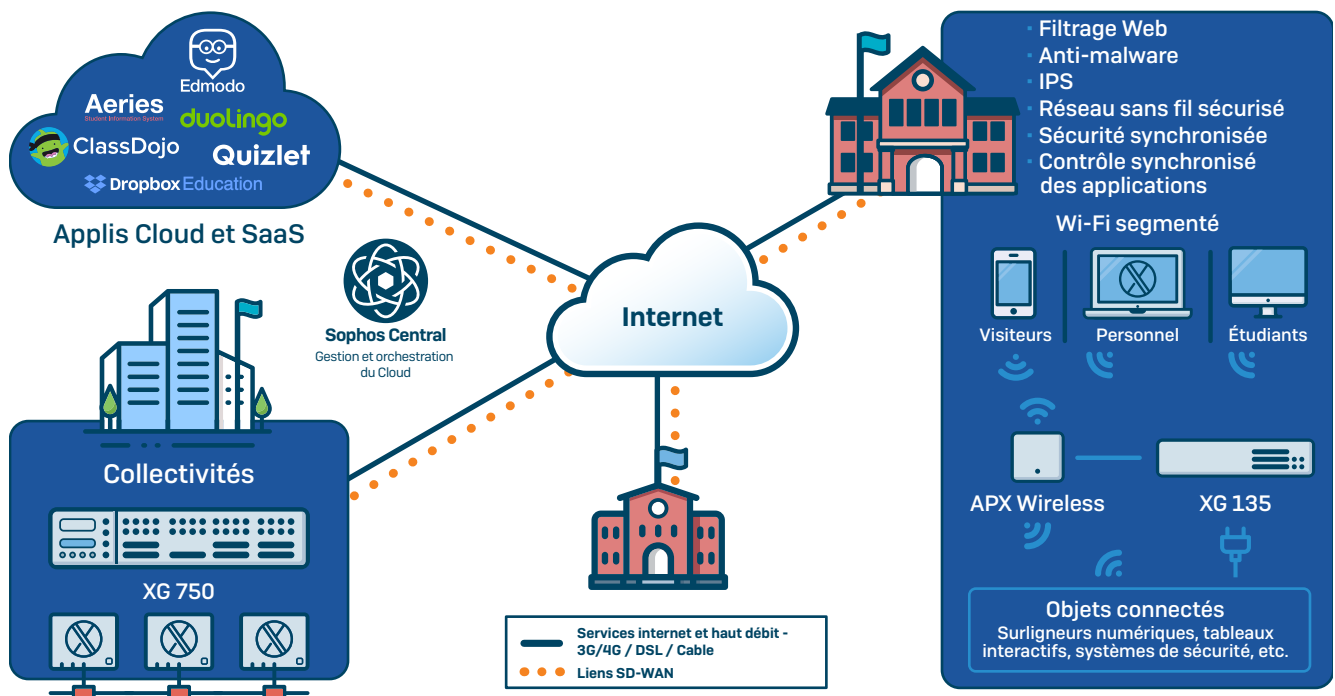 Edmodo
Aeries
Student Information System
duolingo
ClassDojo
Quizlet
Dropbox Education
Applis Cloud et SaaS
Sophos Central
Gestion et orchestration
du Cloud
Internet
Collectivités
XG 750
Services internet et haut débit -
3G/4G / DSL / Cable
Liens SD-WAN
· Filtrage Web
· Anti-malware
· IPS
· Réseau sans fil sécurisé
· Sécurité synchronisée
· Contrôle synchronisé
des applications
Wi-Fi segmenté
Visiteurs
Personnel
Étudiants
APX Wireless
XG 135
Objets connectés
Surligneurs numériques, tableaux
interactifs, systèmes de sécurité, etc.